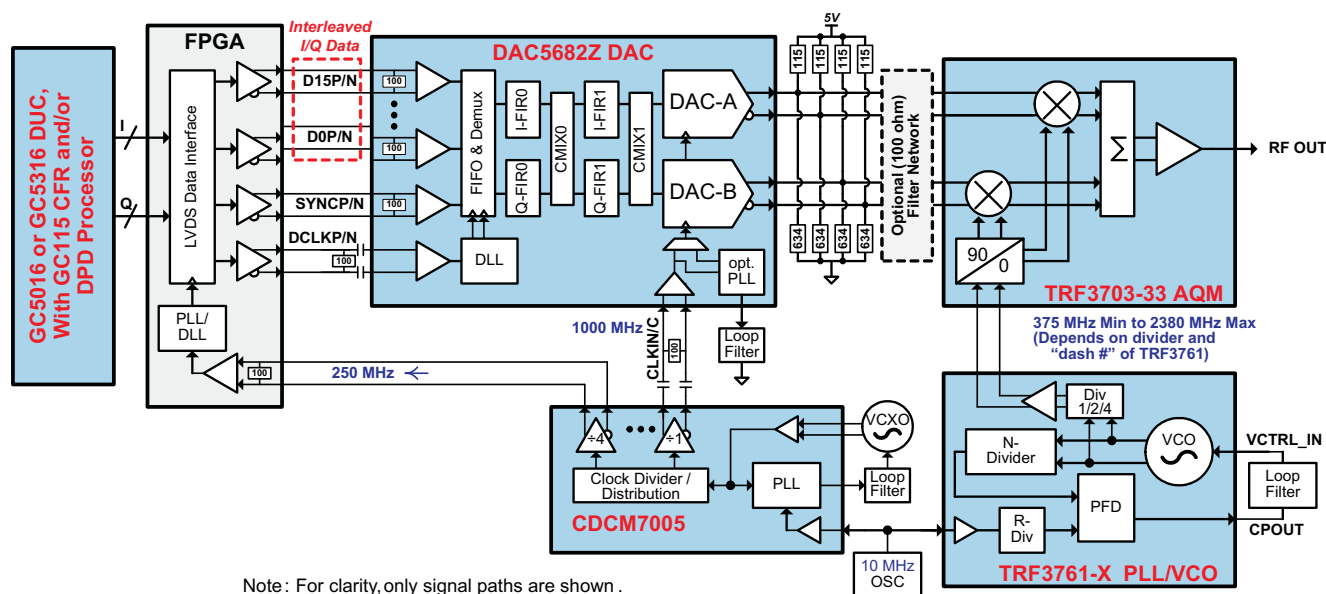 GC5016 or GC5316 DUC,
With GC115 CFR and/or
DPD Processor
I
Q
FPGA
LVDS Data Interface
PLL/
DLL
100
Interleaved
I/Q Data
D15P/N
D0P/N
SYNCP/N
DCLKP/N
100
250 MHz
DAC5682Z DAC
100
100
100
FIFO & Demux
DLL
I-FIR0
Q-FIR0
CMIX0
I-FIR1
Q-FIR1
CMIX1
DAC-A
DAC-B
opt.
PLL
Loop
Filter
1000 MHz
CLKIN/C
100
5V
115
115
115
115
634
634
634
634
Optional (100 ohm)
Filter Network
Σ
90
0
RF OUT
TRF3703-33 AQM
375 MHz Min to 2380 MHz Max
(Depends on divider and
"dash #" of TRF3761)
÷4
÷1
VCXO
Clock Divider /
Distribution
PLL
Loop
Filter
CDCM7005
10 MHz
OSC
Div
1/2/4
N-
Divider
VCO
VCTRL_IN
Loop
Filter
PFD
R-
Div
CPOUT
TRF3761-X PLL/VCO
Note: For clarity, only signal paths are shown .